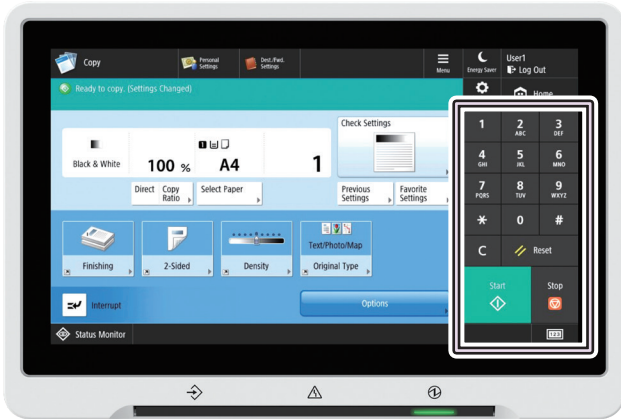 Copy
Personal Settings
Dest./Fwd. Settings
Menu
Energy Saver
User1
Log Out
Ready to copy. (Settings Changed)
Home
Check Settings
Black & White
100 %
A4
1
Direct
Copy Ratio
Select Paper
Previous Settings
Favorite Settings
Finishing
2-Sided
Density
Text/Photo/Map
Original Type
Interrupt
Options
Status Monitor
1
2 ABC
3 DEF
4 GHI
5 JKL
6 MNO
7 PQRS
8 TUV
9 WXYZ
* 0 #
C
Reset
Start
Stop
123